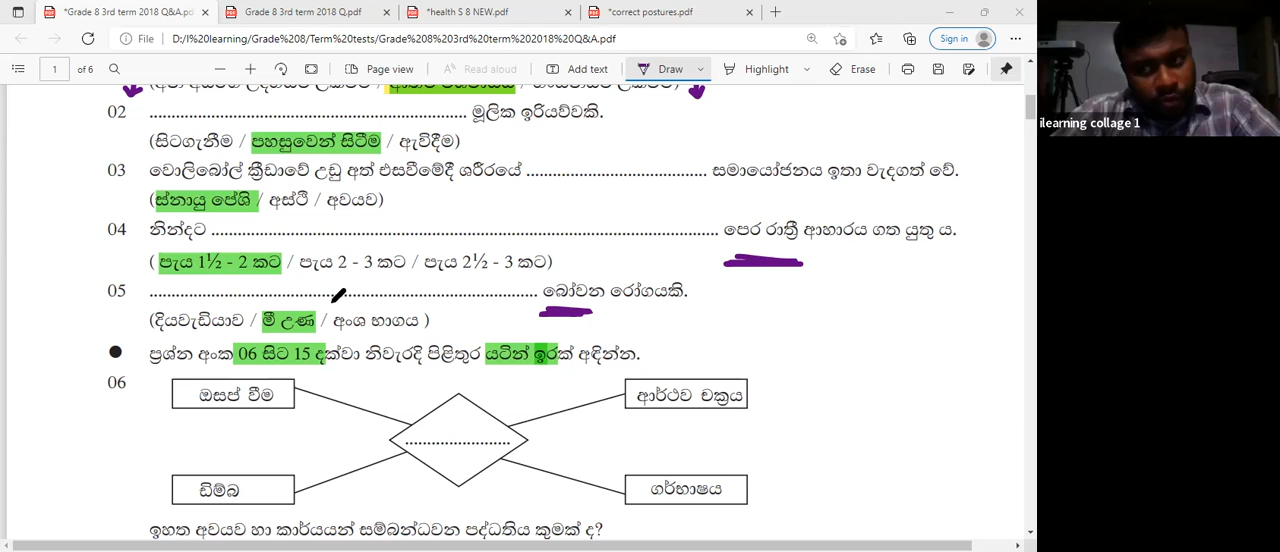 *Grade 8 3rd term 2018 Q&A.pd
Grade 8 3rd term 2018 Q.pdf
*health S 8 NEW.pdf
*correct postures.pdf
File
D:/I%20learning/Grade%208/Term%20tests/Grade%208%203rd%20term%202018%20Q&A.pdf
Sign in
1 of 6
Page view
Read aloud
Add text
Draw
Highlight
Erase
ilearning collage 1
02 .................... මූලික ඉරියව්වකි.
(සිටගැනීම / පහසුවෙන් සිටීම / ඇවිදීම)
03 වොලිබෝල් ක්‍රීඩාවේ උඩු අත් එසවීමේදී ශරීරයේ .................... සමායෝජනය ඉතා වැදගත් වේ.
(ස්නායු පේශි / අස්ථි / අවයව)
04 නින්දට .................... පෙර රාත්‍රී ආහාරය ගත යුතු ය.
( පැය 1½ - 2 කට / පැය 2 - 3 කට / පැය 2½ - 3 කට)
05 .................... බෝවන රෝගයකි.
(දියවැඩියාව / මී උණ / අංශ භාගය )
● ප්‍රශ්න අංක 06 සිට 15 දක්වා නිවැරදි පිළිතුර යටින් ඉරක් අඳින්න.
06
ඔසප් වීම
ආර්ථව චක්‍රය
....................
ඩිම්බ
ගර්භාෂය
ඉහත අවයව හා කාර්යයන් සම්බන්ධවන පද්ධතිය කුමක් ද?